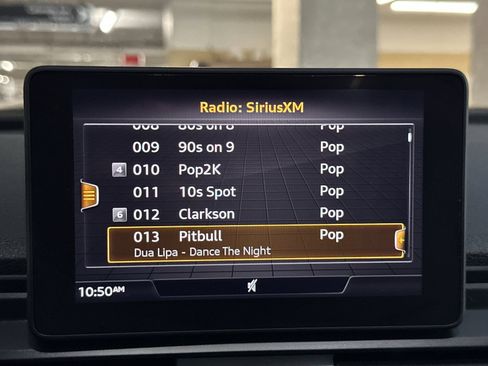 Radio: SiriusXM
008 80s on 8 Pop
009 90s on 9 Pop
4 010 Pop2K Pop
011 10s Spot Pop
6 012 Clarkson Pop
013 Pitbull Pop
Dua Lipa - Dance The Night
10:50AM